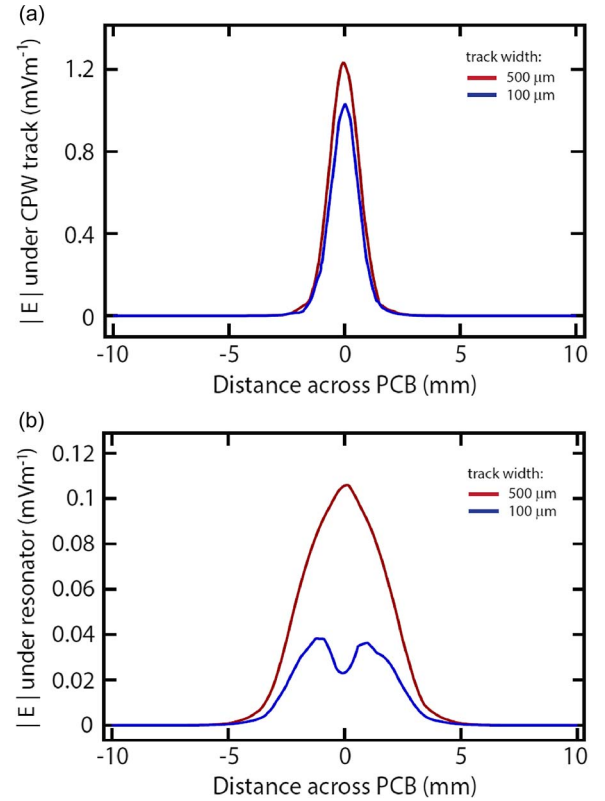 (a)
| E | under CPW track (mVm⁻¹)
1.2
0.8
0.4
0
track width:
500 μm
100 μm
-10 -5 0 5 10
Distance across PCB (mm)
(b)
| E | under resonator (mVm⁻¹)
0.12
0.1
0.08
0.06
0.04
0.02
0
track width:
500 μm
100 μm
-10 -5 0 5 10
Distance across PCB (mm)